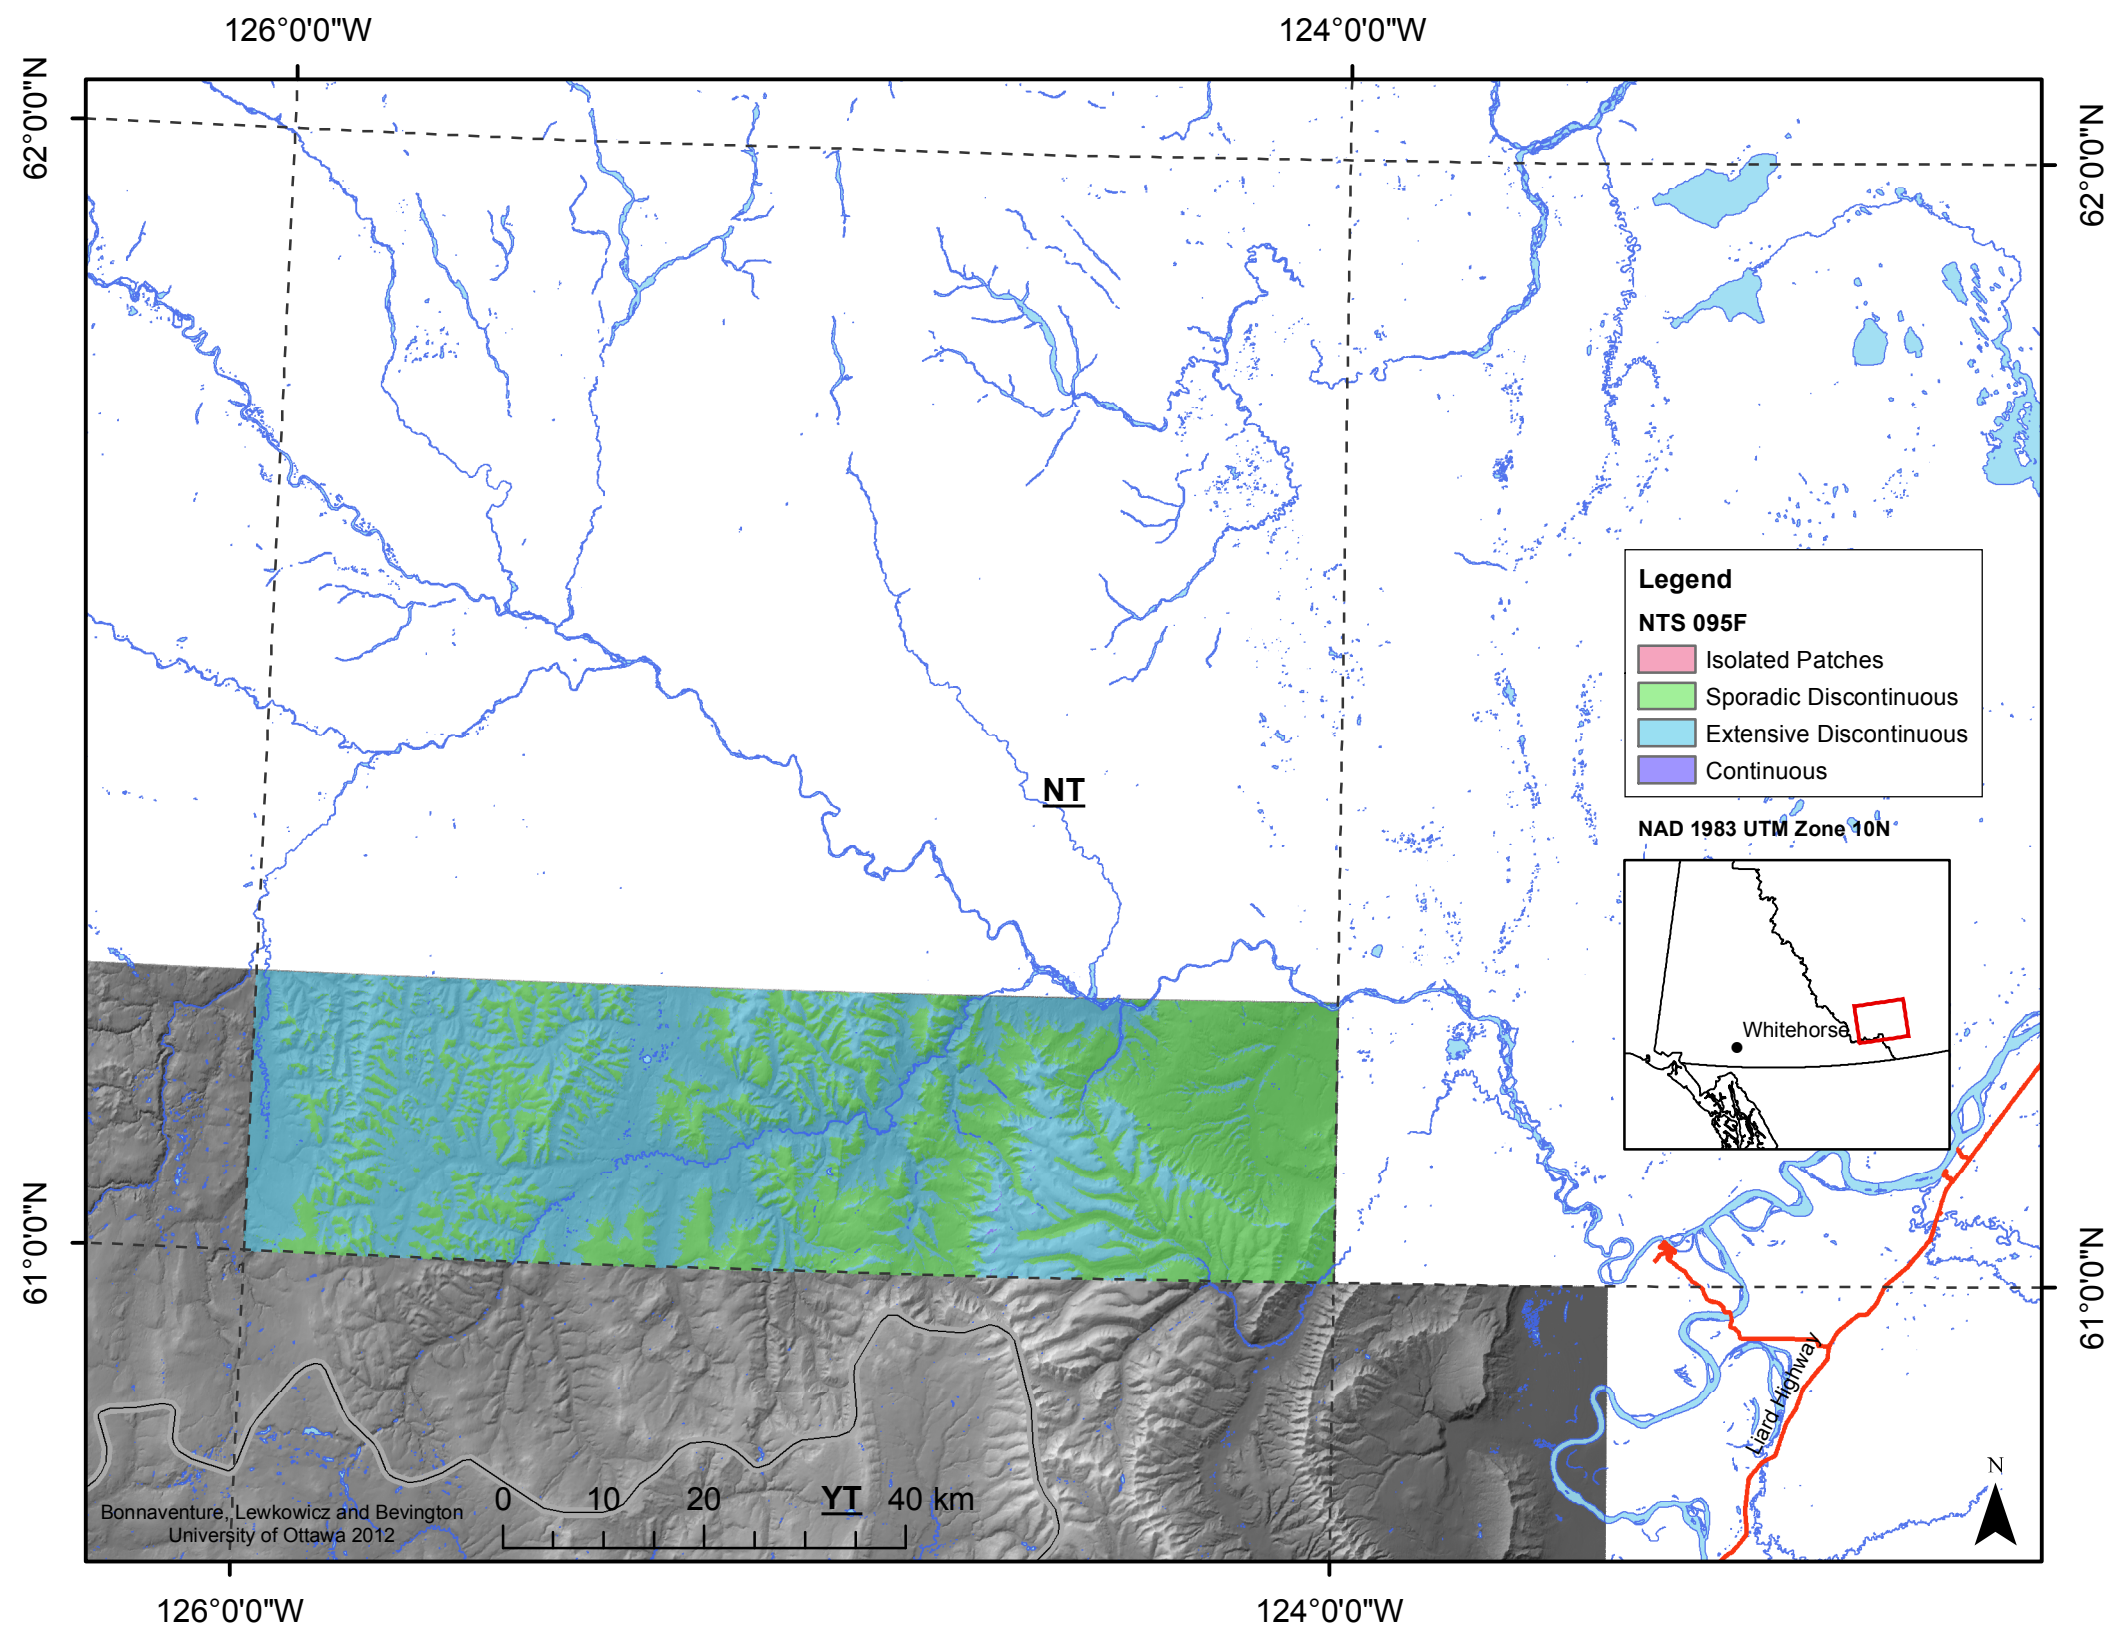 126°0'0"W
124°0'0"W
62°0'0"N
62°0'0"N
Legend
NTS 095F
Isolated Patches
Sporadic Discontinuous
Extensive Discontinuous
Continuous
NT
NAD 1983 UTM Zone 10N
Whitehorse
61°0'0"N
61°0'0"N
Liard Highway
N
0 10 20 YT 40 km
Bonnaventure, Lewkowicz and Bevington
University of Ottawa 2012
126°0'0"W
124°0'0"W